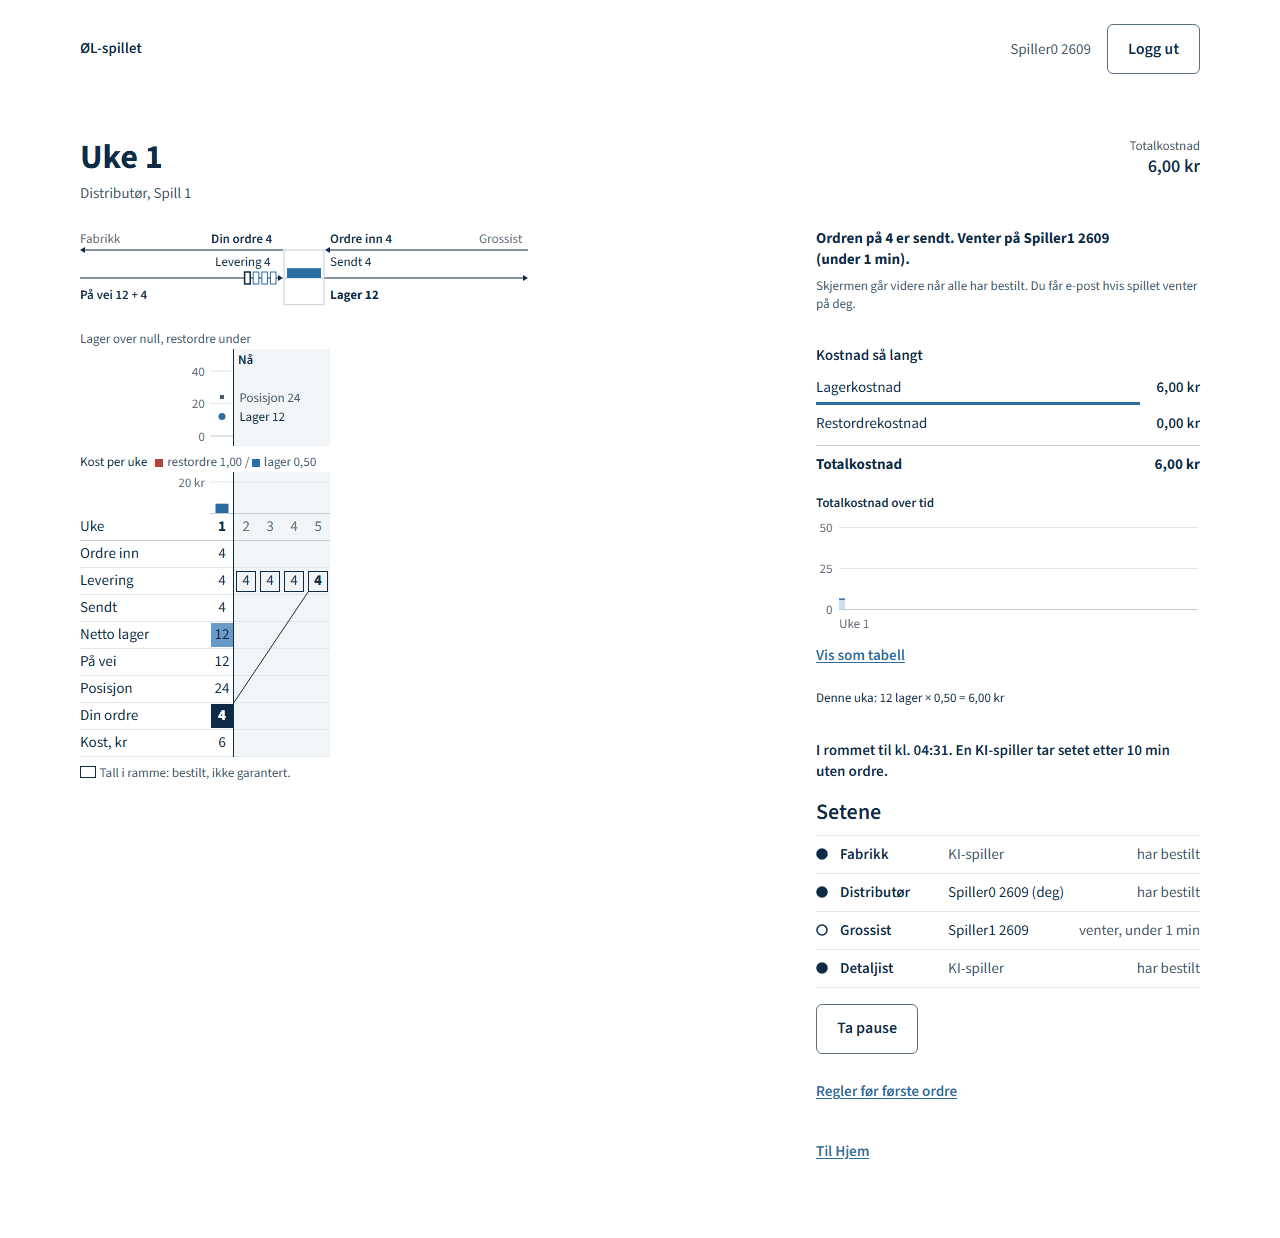 ØL-spillet
Spiller0 2609
Logg ut
Uke 1
Distributør, Spill 1
Totalkostnad
6,00 kr
Fabrikk
Din ordre 4
Ordre inn 4
Grossist
Levering 4
Sendt 4
På vei 12 + 4
Lager 12
Lager over null, restordre under
Nå
40
20
0
Posisjon 24
Lager 12
Kost per uke restordre 1,00 / lager 0,50
20 kr
Uke 1 2 3 4 5
Ordre inn 4
Levering 4 4 4 4 4
Sendt 4
Netto lager 12
På vei 12
Posisjon 24
Din ordre 4
Kost, kr 6
Tall i ramme: bestilt, ikke garantert.
Ordren på 4 er sendt. Venter på Spiller1 2609
(under 1 min).
Skjermen går videre når alle har bestilt. Du får e-post hvis spillet venter
på deg.
Kostnad så langt
Lagerkostnad 6,00 kr
Restordrekostnad 0,00 kr
Totalkostnad 6,00 kr
Totalkostnad over tid
50
25
0
Uke 1
Vis som tabell
Denne uka: 12 lager × 0,50 = 6,00 kr
I rommet til kl. 04:31. En KI-spiller tar setet etter 10 min
uten ordre.
Setene
Fabrikk KI-spiller har bestilt
Distributør Spiller0 2609 (deg) har bestilt
Grossist Spiller1 2609 venter, under 1 min
Detaljist KI-spiller har bestilt
Ta pause
Regler før første ordre
Til Hjem